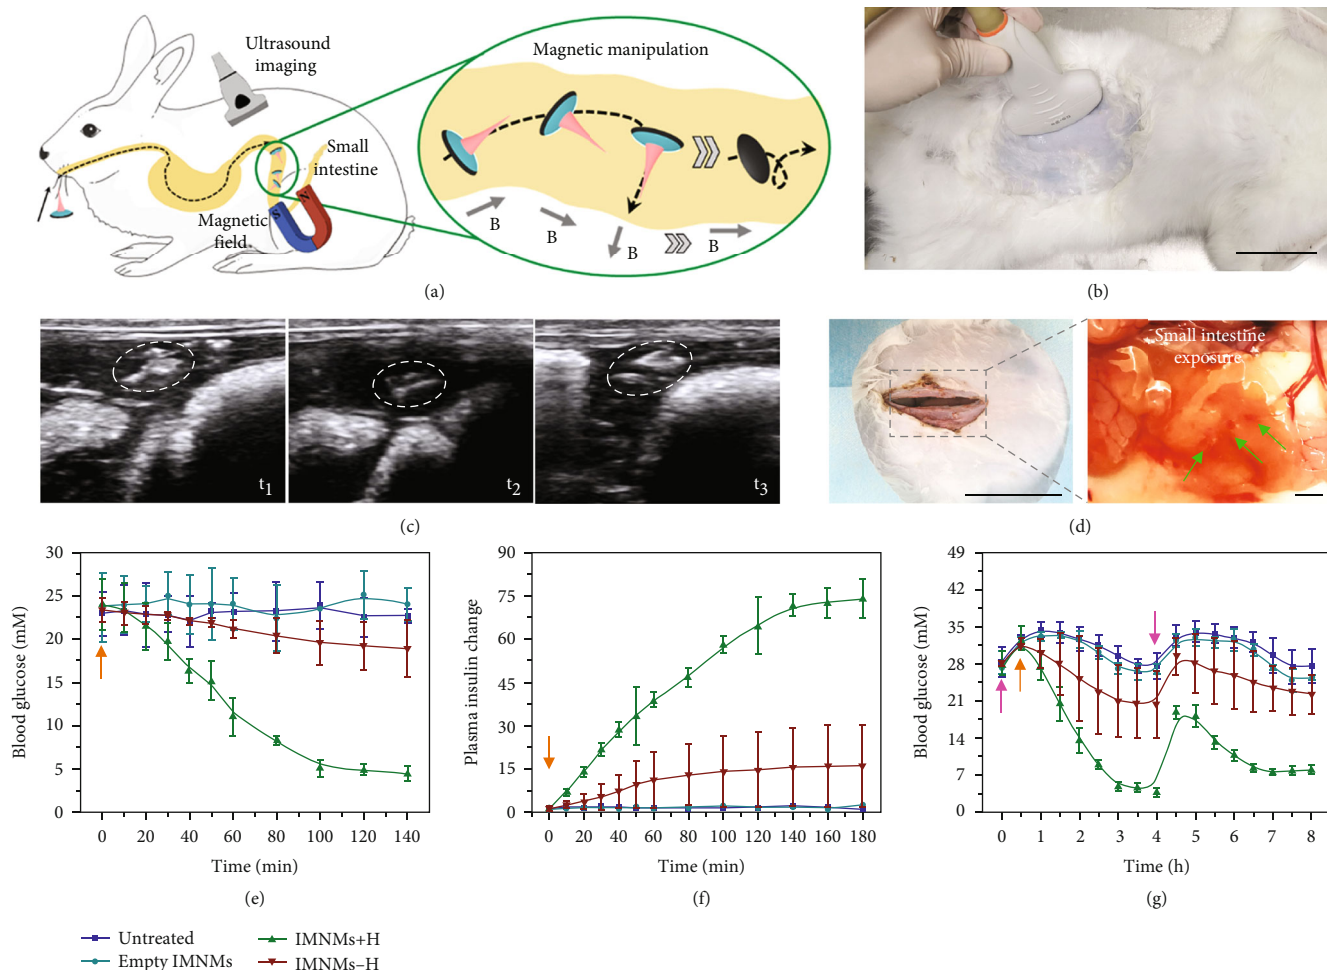 Ultrasound
imaging
Small
intestine
Magnetic
field
S
N
Magnetic manipulation
B
B
B
B
(a)
(b)
t1
t2
t3
(c)
Small intestine
exposure
(d)
30
25
20
15
10
5
0
Blood glucose (mM)
0 20 40 60 80 100 120 140
Time (min)
(e)
90
75
60
45
30
15
0
Plasma insulin change
0 20 40 60 80 100 120 140 160 180
Time (min)
(f)
49
42
35
28
21
14
7
0
Blood glucose (mM)
0 1 2 3 4 5 6 7 8
Time (h)
(g)
Untreated
Empty IMNMs
IMNMs+H
IMNMs–H